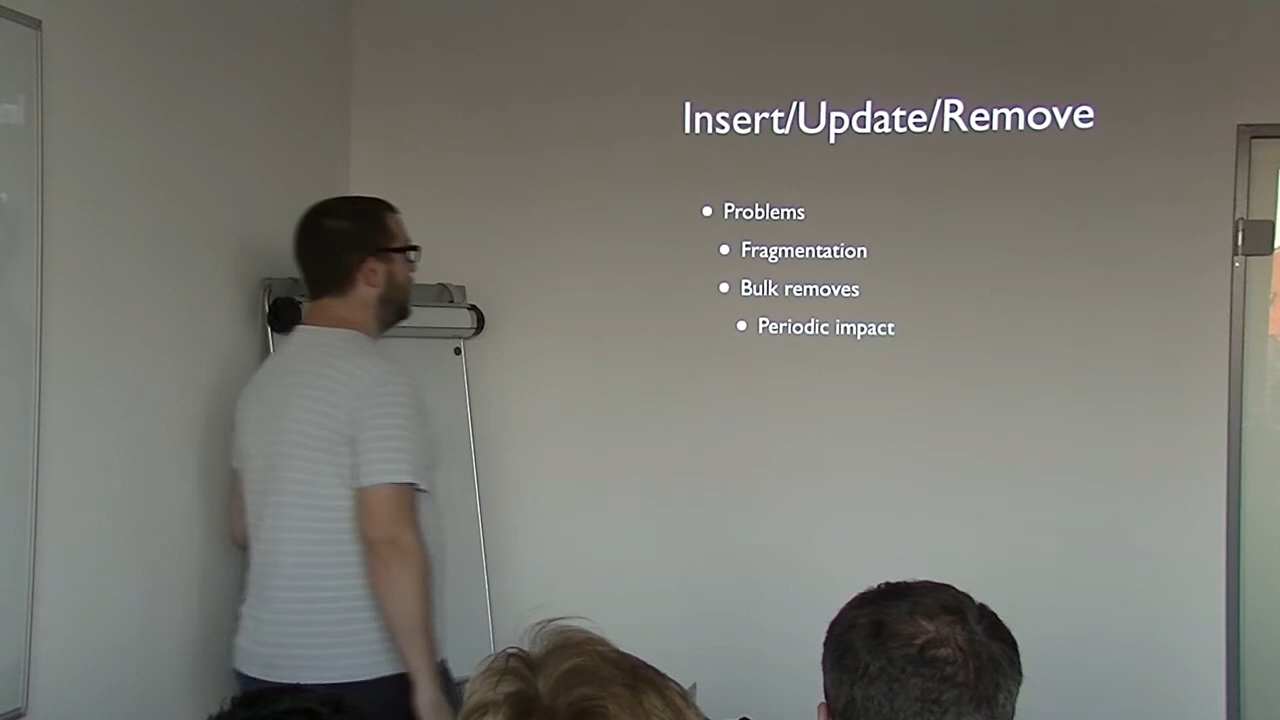 Insert/Update/Remove
• Problems
• Fragmentation
• Bulk removes
• Periodic impact